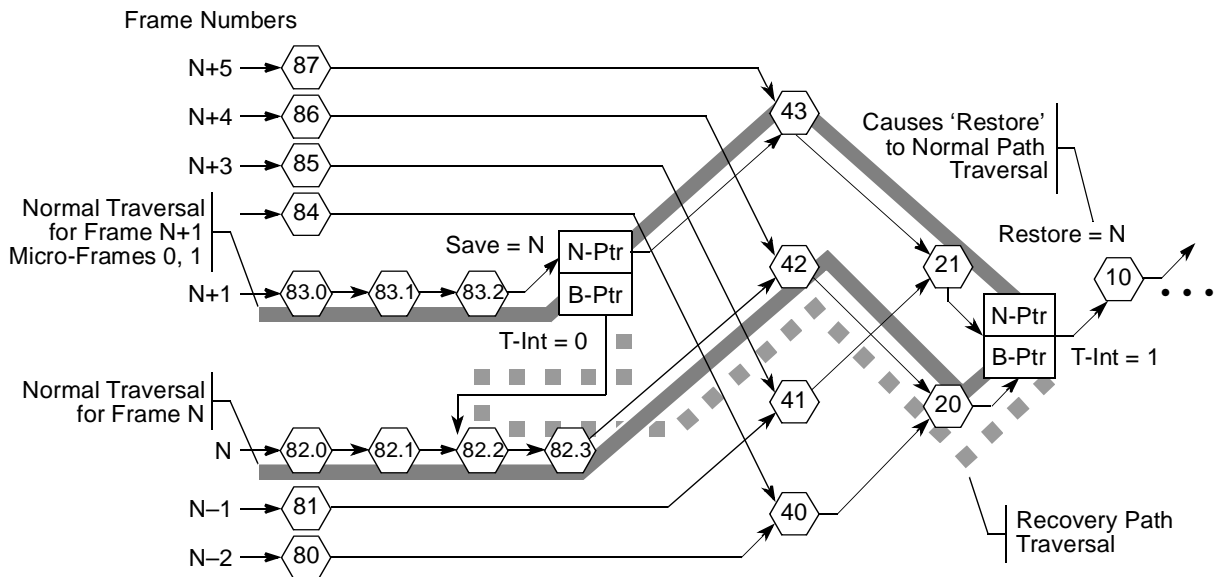 Frame Numbers
N+5
87
N+4
86
43
Causes ‘Restore’
to Normal Path
Traversal
N+3
85
84
Normal Traversal
for Frame N+1
Micro-Frames 0, 1
Save = N
N-Ptr
B-Ptr
42
21
Restore = N
10
N+1
83.0
83.1
83.2
N-Ptr
B-Ptr
T-Int = 0
T-Int = 1
• • •
Normal Traversal
for Frame N
41
20
N
82.0
82.1
82.2
82.3
N–1
81
40
Recovery Path
Traversal
N–2
80